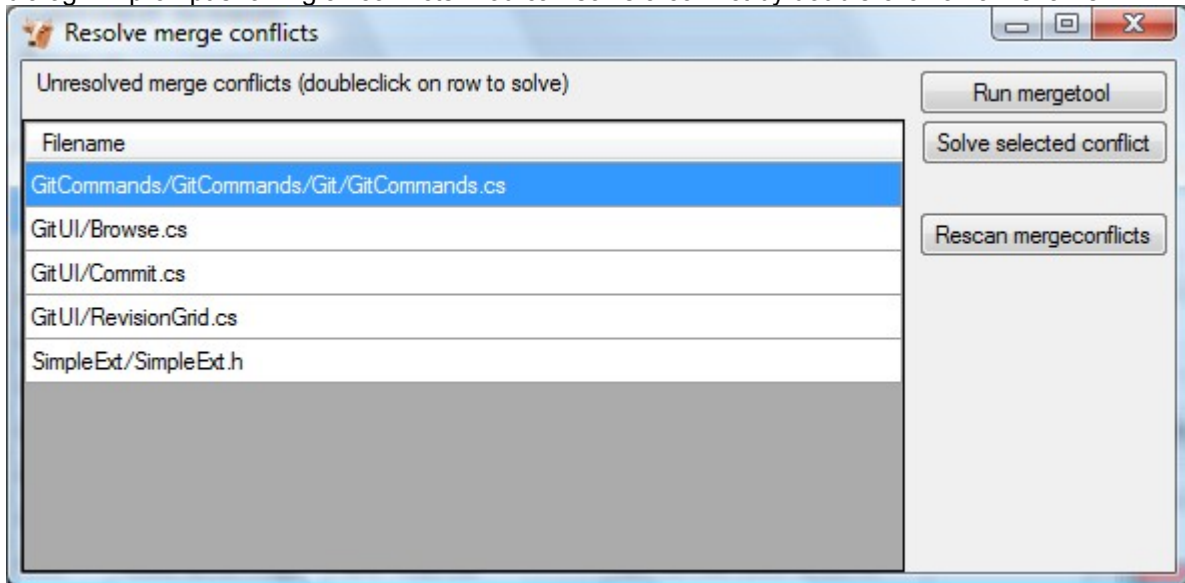 Resolve merge conflicts
Unresolved merge conflicts (doubleclick on row to solve)
Run mergetool
Filename
Solve selected conflict
GitCommands/GitCommands/Git/GitCommands.cs
GitUI/Browse.cs
Rescan mergeconflicts
GitUI/Commit.cs
GitUI/RevisionGrid.cs
SimpleExt/SimpleExt.h